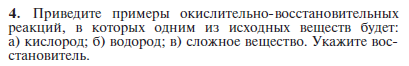 4. Приведите примеры окислительно-восстановительных
реакций, в которых одним из исходных веществ будет:
а) кислород; б) водород; в) сложное вещество. Укажите вос-
становитель.